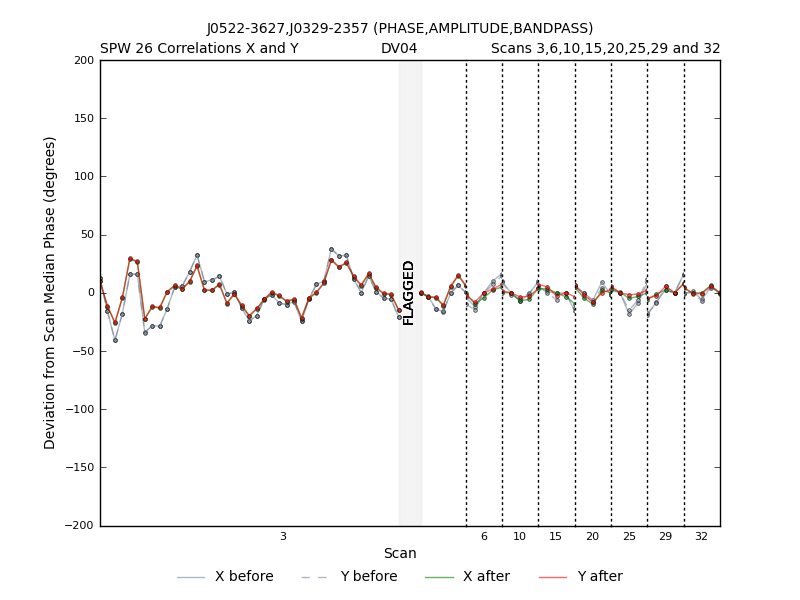 J0522-3627,J0329-2357 (PHASE,AMPLITUDE,BANDPASS)
SPW 26 Correlations X and Y DV04 Scans 3,6,10,15,20,25,29 and 32
200
150
100
50
0
−50
−100
−150
−200
Deviation from Scan Median Phase (degrees)
FLAGGED
3 6 10 15 20 25 29 32
Scan
X before Y before X after Y after